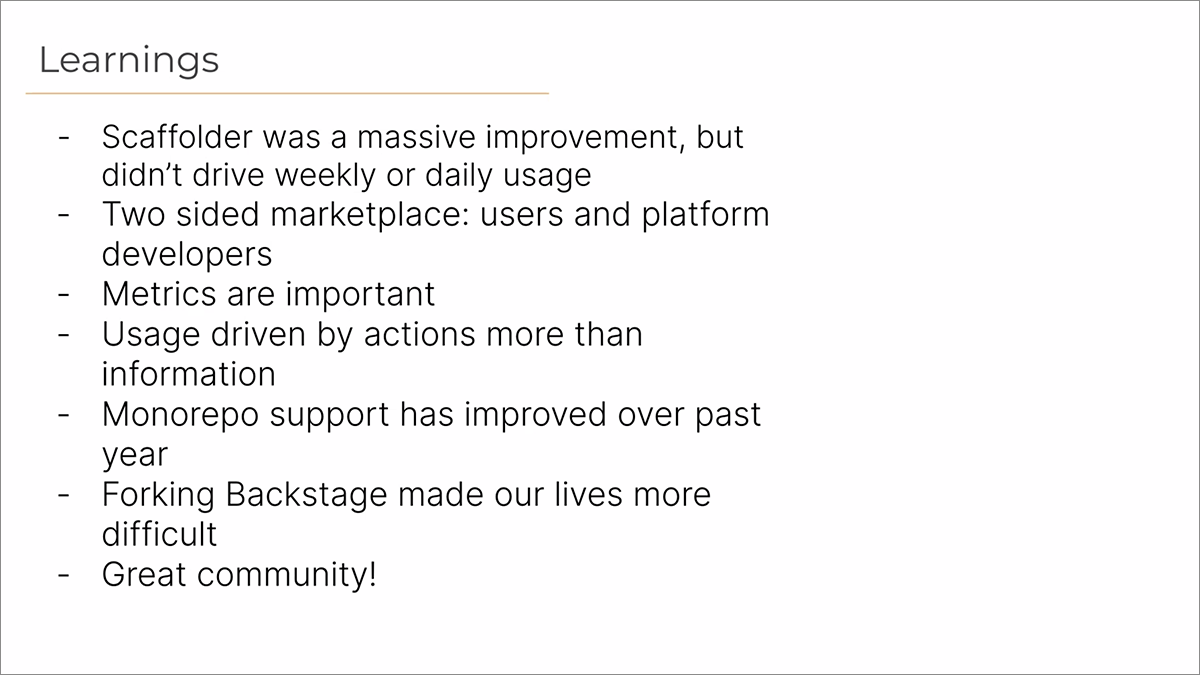 Learnings
- Scaffolder was a massive improvement, but
didn’t drive weekly or daily usage
- Two sided marketplace: users and platform
developers
- Metrics are important
- Usage driven by actions more than
information
- Monorepo support has improved over past
year
- Forking Backstage made our lives more
difficult
- Great community!